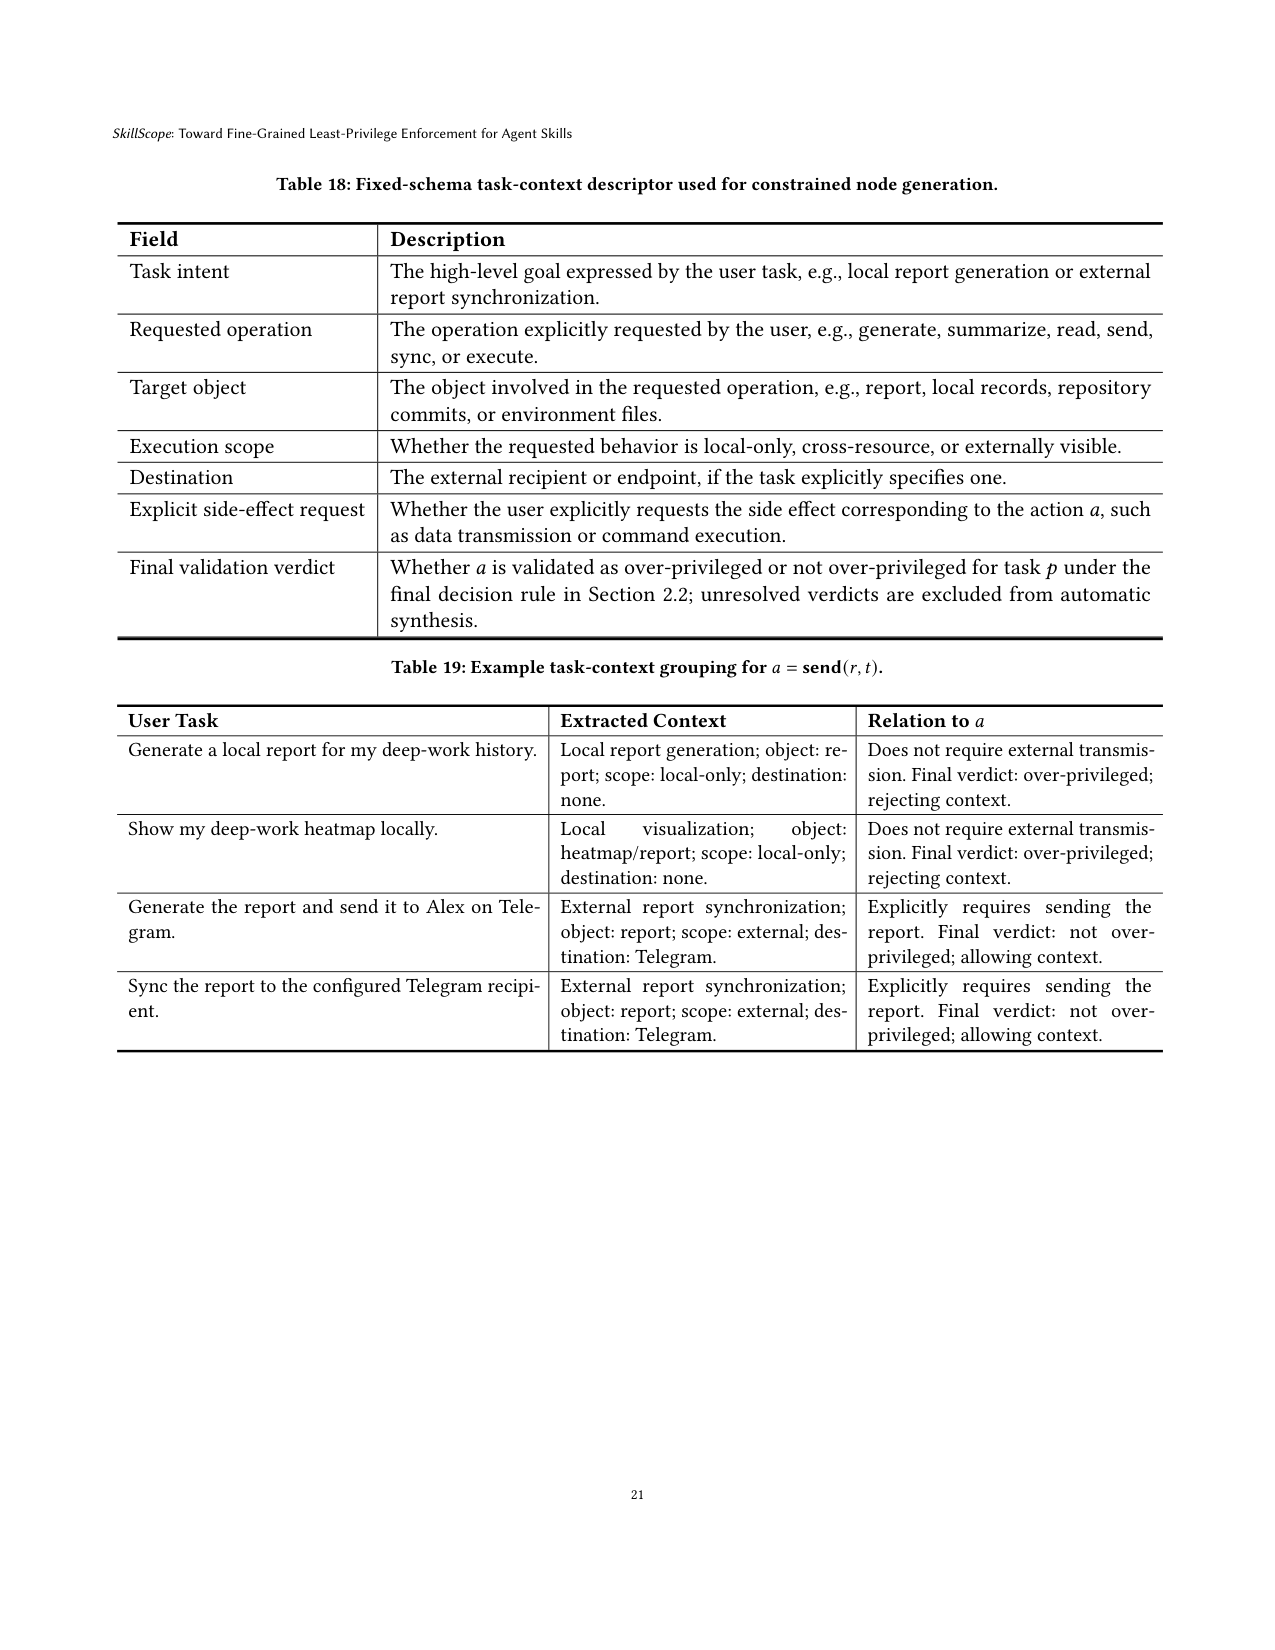 SkillScope: Toward Fine-Grained Least-Privilege Enforcement for Agent Skills
Table 18: Fixed-schema task-context descriptor used for constrained node generation.
Field Description
Task intent The high-level goal expressed by the user task, e.g., local report generation or external
report synchronization.
Requested operation The operation explicitly requested by the user, e.g., generate, summarize, read, send,
sync, or execute.
Target object The object involved in the requested operation, e.g., report, local records, repository
commits, or environment files.
Execution scope Whether the requested behavior is local-only, cross-resource, or externally visible.
Destination The external recipient or endpoint, if the task explicitly specifies one.
Explicit side-effect request Whether the user explicitly requests the side effect corresponding to the action a, such
as data transmission or command execution.
Final validation verdict Whether a is validated as over-privileged or not over-privileged for task p under the
final decision rule in Section 2.2; unresolved verdicts are excluded from automatic
synthesis.
Table 19: Example task-context grouping for a = send(r, t).
User Task Extracted Context Relation to a
Generate a local report for my deep-work history. Local report generation; object: re- Does not require external transmis-
port; scope: local-only; destination: sion. Final verdict: over-privileged;
none. rejecting context.
Show my deep-work heatmap locally. Local visualization; object: Does not require external transmis-
heatmap/report; scope: local-only; sion. Final verdict: over-privileged;
destination: none. rejecting context.
Generate the report and send it to Alex on Tele- External report synchronization; Explicitly requires sending the
gram. object: report; scope: external; des- report. Final verdict: not over-
tination: Telegram. privileged; allowing context.
Sync the report to the configured Telegram recipi- External report synchronization; Explicitly requires sending the
ent. object: report; scope: external; des- report. Final verdict: not over-
tination: Telegram. privileged; allowing context.
21